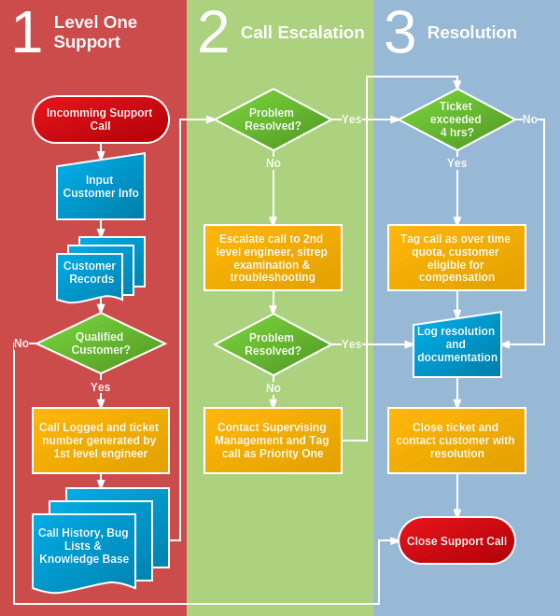 1
Level One
Support
Incomming Support
Call
Input
Customer Info
Customer
Records
Qualified
Customer?
No
Yes
Call Logged and ticket
number generated by
1st level engineer
Call History, Bug
Lists &
Knowledge Base
2
Call Escalation
Problem
Resolved?
Yes
No
Escalate call to 2nd
level engineer, sitrep
examination &
troubleshooting
Problem
Resolved?
Yes
No
Contact Supervising
Management and Tag
call as Priority One
3
Resolution
Ticket
exceeded
4 hrs?
No
Yes
Tag call as over time
quota, customer
eligible for
compensation
Log resolution
and
documentation
Close ticket and
contact customer with
resolution
Close Support Call